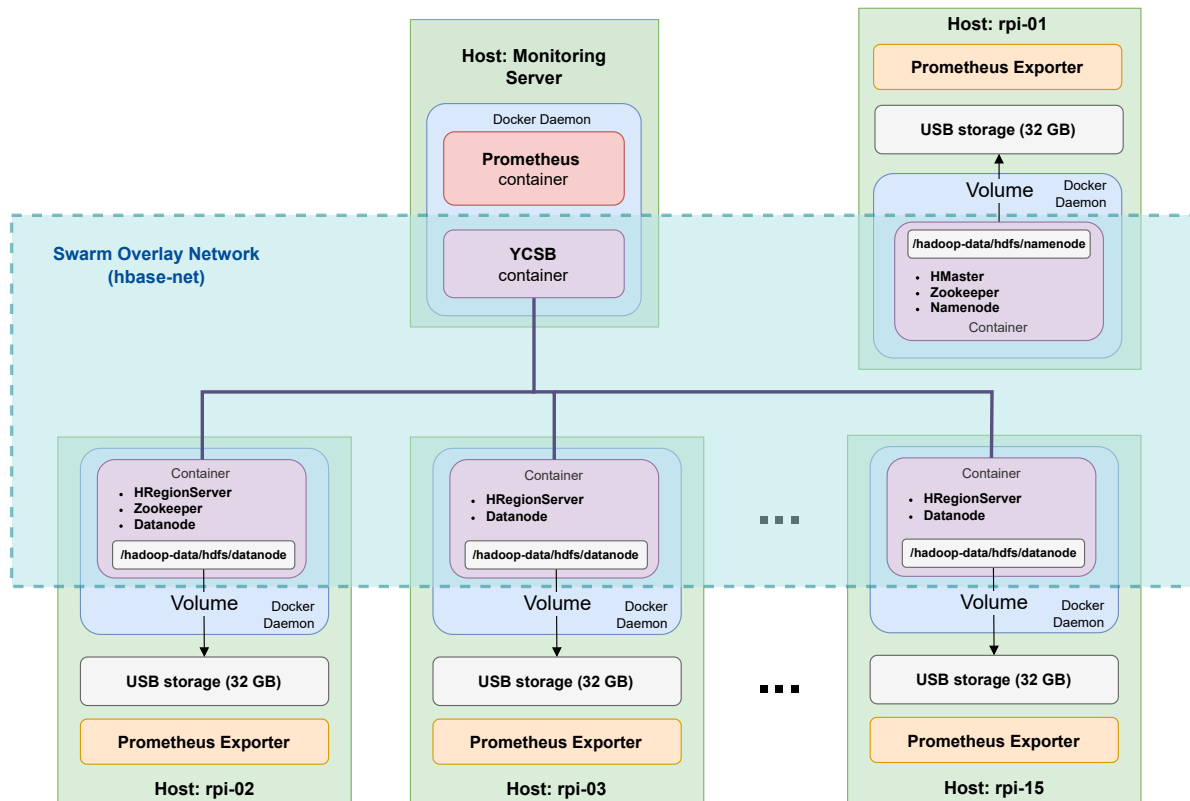 Host: Monitoring
Server
Docker Daemon
Prometheus
container
YCSB
container
Host: rpi-01
Prometheus Exporter
USB storage (32 GB)
Volume
Docker
Daemon
/hadoop-data/hdfs/namenode
• HMaster
• Zookeeper
• Namenode
Container
Swarm Overlay Network
(hbase-net)
Container
• HRegionServer
• Zookeeper
• Datanode
/hadoop-data/hdfs/datanode
Volume
Docker
Daemon
USB storage (32 GB)
Prometheus Exporter
Host: rpi-02
Container
• HRegionServer
• Datanode
/hadoop-data/hdfs/datanode
Volume
Docker
Daemon
USB storage (32 GB)
Prometheus Exporter
Host: rpi-03
...
...
Container
• HRegionServer
• Datanode
/hadoop-data/hdfs/datanode
Volume
Docker
Daemon
USB storage (32 GB)
Prometheus Exporter
Host: rpi-15